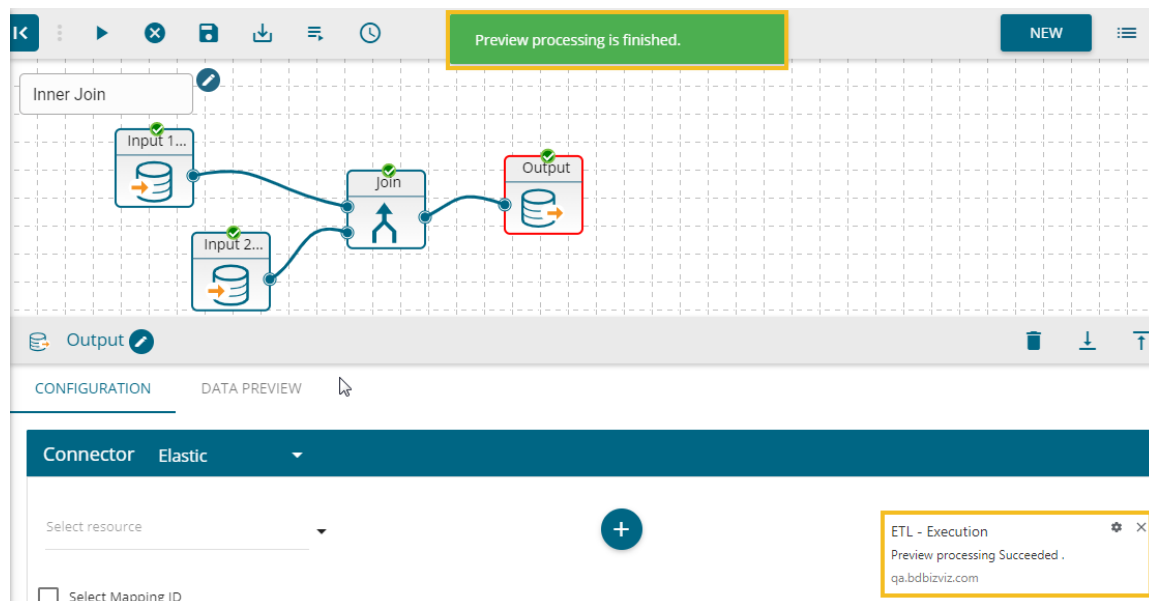 Preview processing is finished.
NEW
Inner Join
Input 1...
Join
Output
Input 2...
Output
CONFIGURATION
DATA PREVIEW
Connector Elastic
Select resource
ETL - Execution
Preview processing Succeeded .
qa.bdbizviz.com
Select Mapping ID